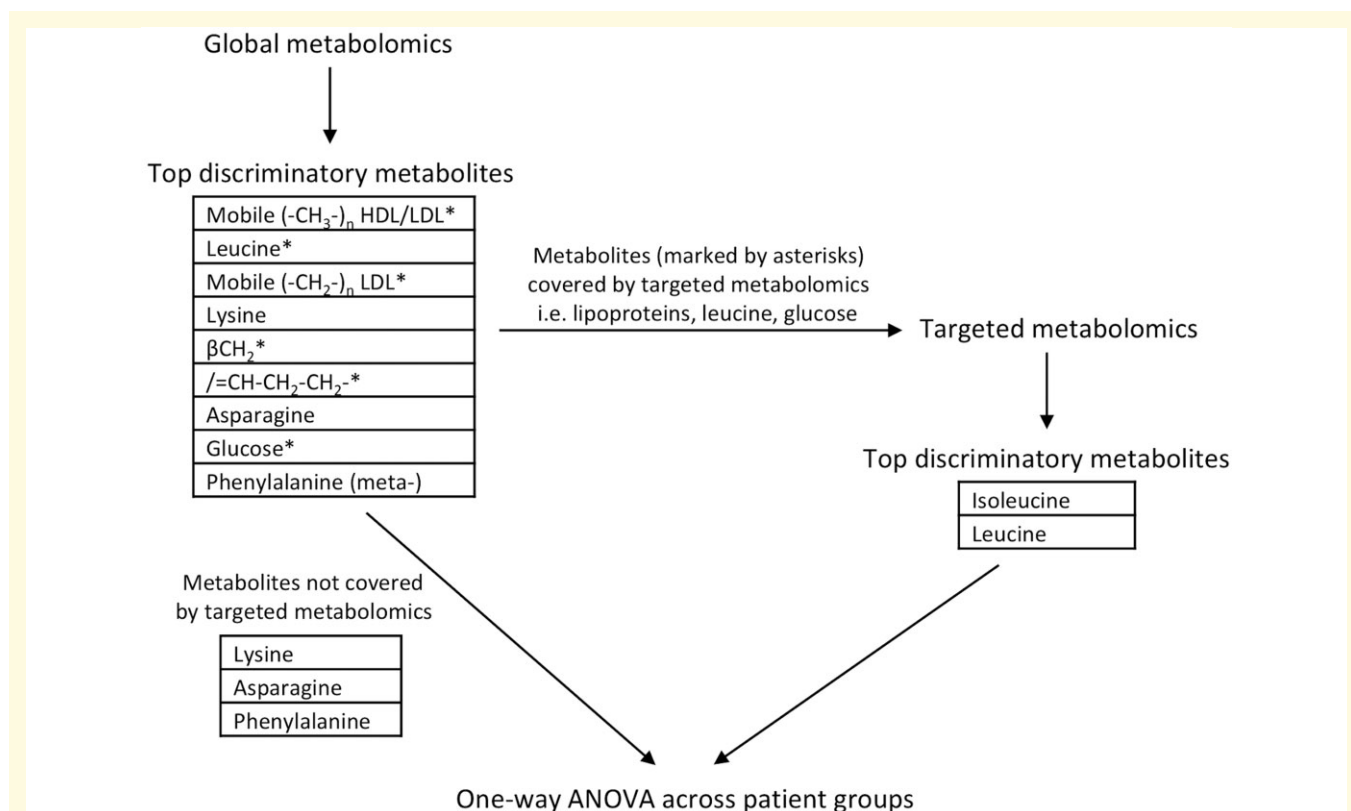 Global metabolomics
Top discriminatory metabolites
Mobile (-CH₃-)ₙ HDL/LDL*
Leucine*
Mobile (-CH₂-)ₙ LDL*
Lysine
βCH₂*
/=CH-CH₂-CH₂-*
Asparagine
Glucose*
Phenylalanine (meta-)
Metabolites (marked by asterisks)
covered by targeted metabolomics
i.e. lipoproteins, leucine, glucose
Targeted metabolomics
Top discriminatory metabolites
Isoleucine
Leucine
Metabolites not covered
by targeted metabolomics
Lysine
Asparagine
Phenylalanine
One-way ANOVA across patient groups